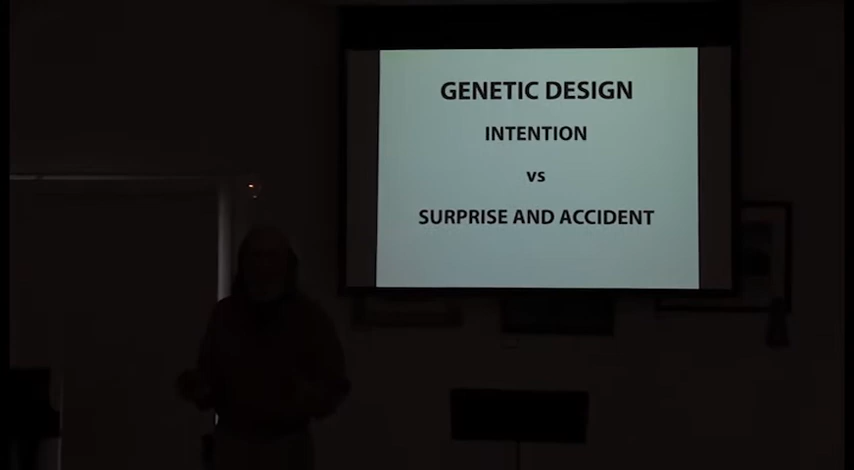 GENETIC DESIGN
INTENTION
vs
SURPRISE AND ACCIDENT